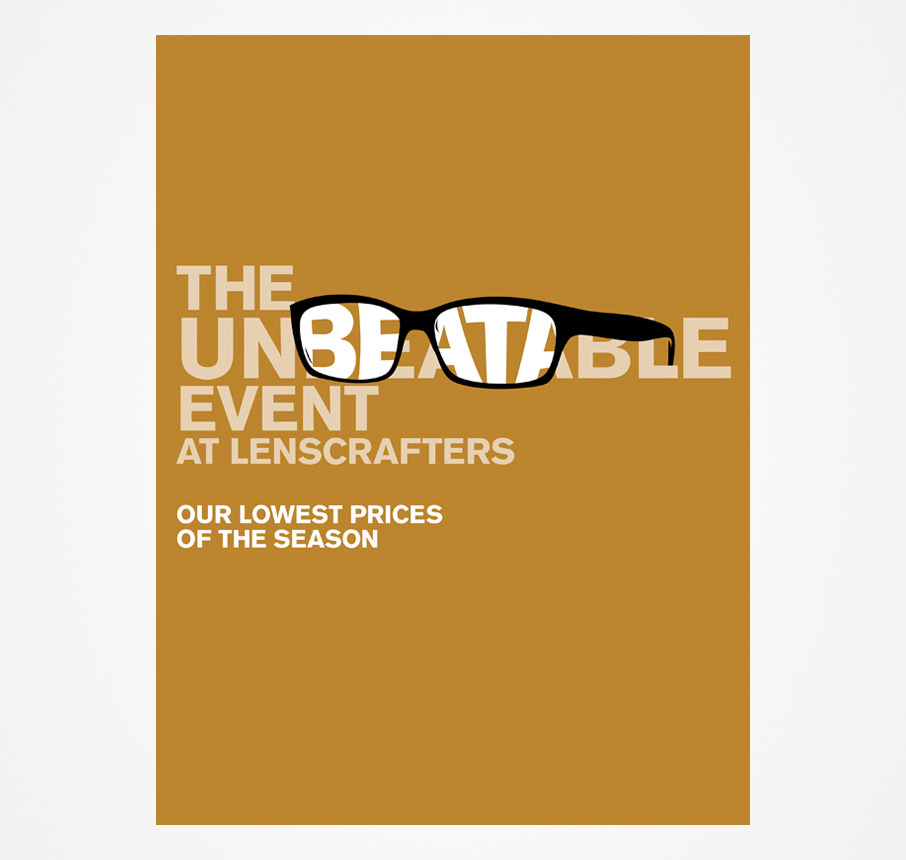 THE
UNBEATABLE
EVENT
AT LENSCRAFTERS
OUR LOWEST PRICES
OF THE SEASON